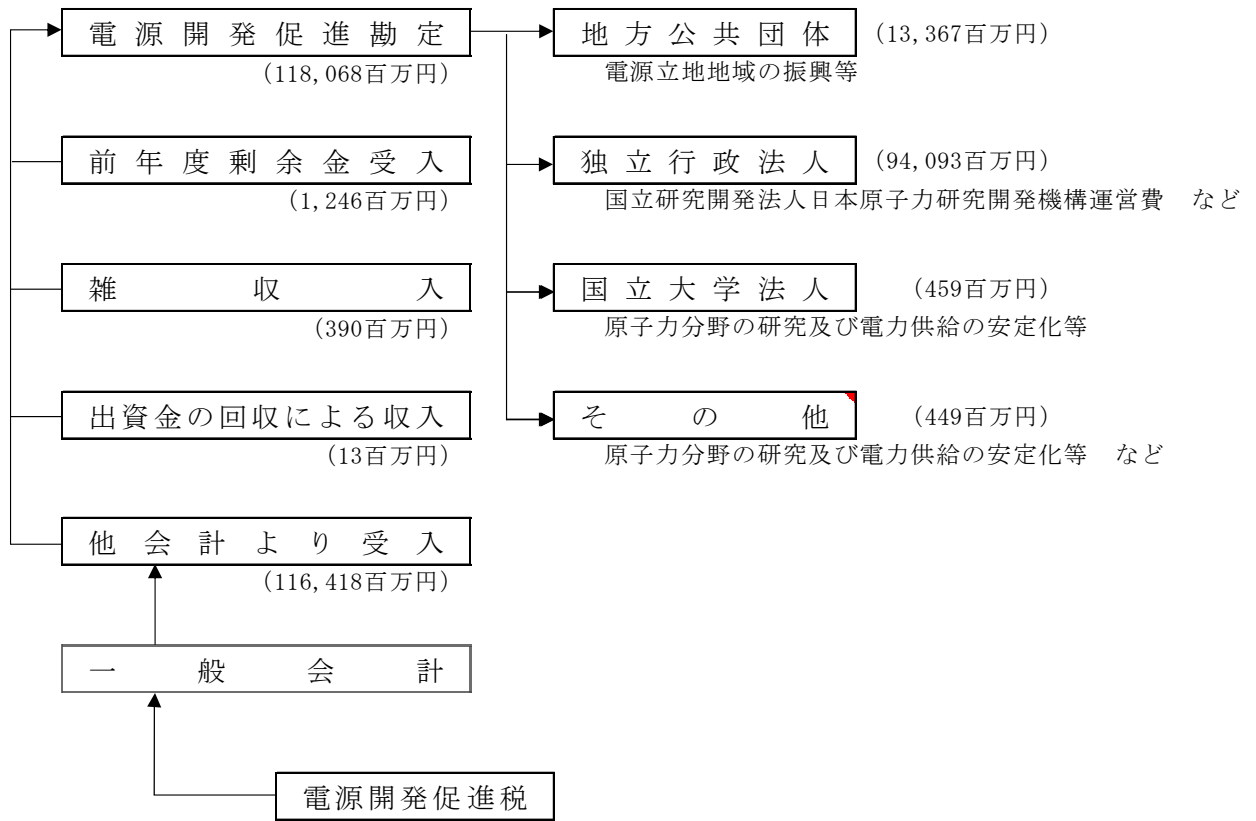 電源開発促進勘定
(118,068百万円)
地方公共団体 (13,367百万円)
電源立地地域の振興等
前年度剰余金受入
(1,246百万円)
独立行政法人 (94,093百万円)
国立研究開発法人日本原子力研究開発機構運営費 など
雑収入
(390百万円)
国立大学法人 (459百万円)
原子力分野の研究及び電力供給の安定化等
出資金の回収による収入
(13百万円)
その他 (449百万円)
原子力分野の研究及び電力供給の安定化等 など
他会計より受入
(116,418百万円)
一般会計
電源開発促進税